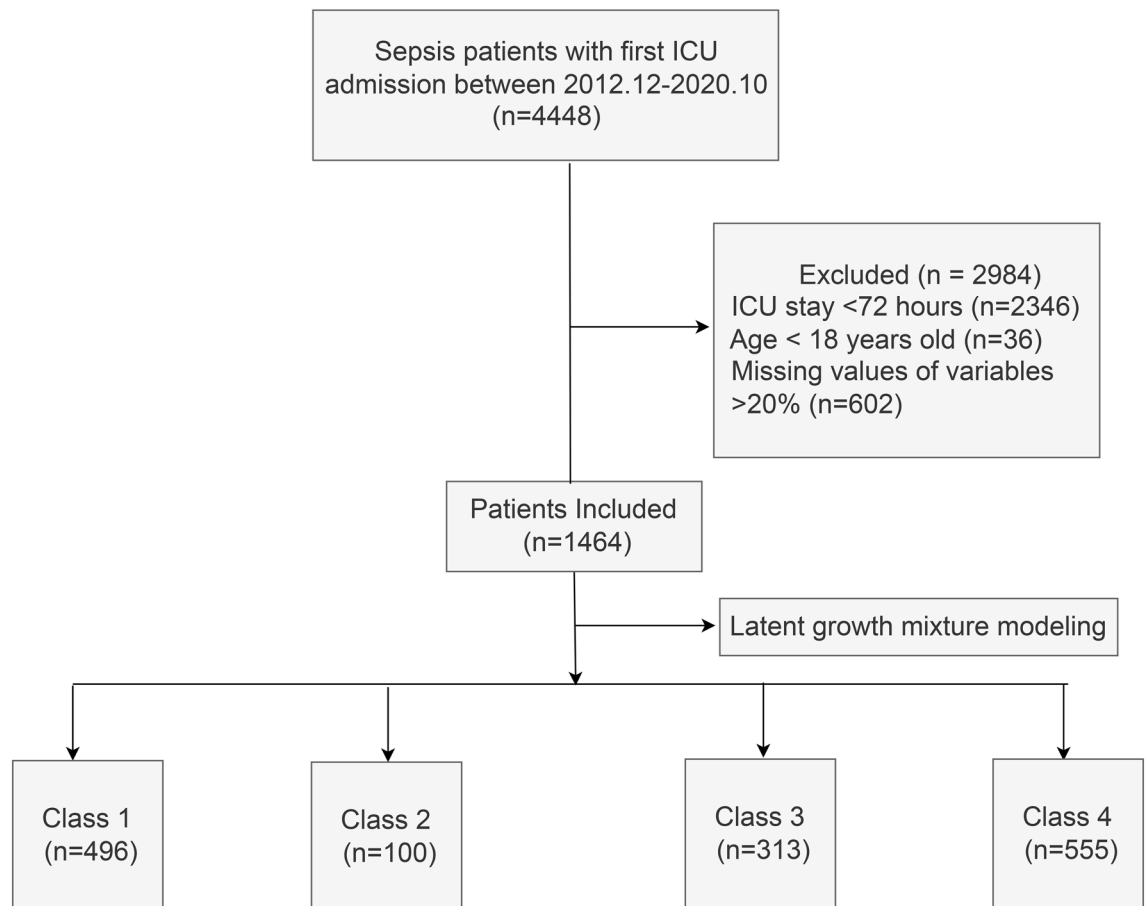 Sepsis patients with first ICU
admission between 2012.12-2020.10
(n=4448)
Excluded (n = 2984)
ICU stay <72 hours (n=2346)
Age < 18 years old (n=36)
Missing values of variables
>20% (n=602)
Patients Included
(n=1464)
Latent growth mixture modeling
Class 1
(n=496)
Class 2
(n=100)
Class 3
(n=313)
Class 4
(n=555)